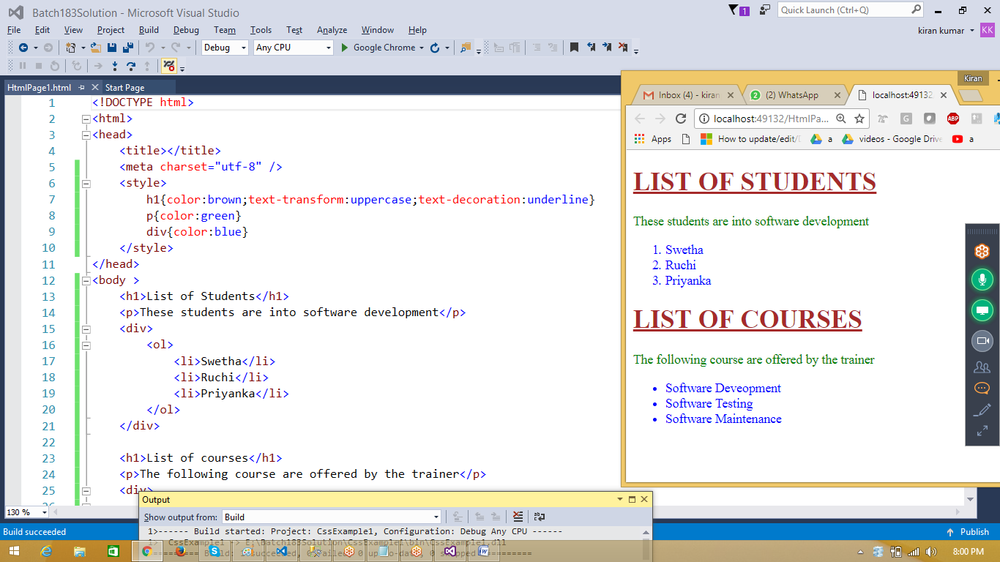 Batch183Solution - Microsoft Visual Studio
1
Quick Launch (Ctrl+Q)
File Edit View Project Build Debug Team Tools Test Analyze Window Help
kiran kumar KK
Debug Any CPU Google Chrome
HtmlPage1.html Start Page
1 <!DOCTYPE html>
2 <html>
3 <head>
4 <title></title>
5 <meta charset="utf-8" />
6 <style>
7 h1{color:brown;text-transform:uppercase;text-decoration:underline}
8 p{color:green}
9 div{color:blue}
10 </style>
11 </head>
12 <body >
13 <h1>List of Students</h1>
14 <p>These students are into software development</p>
15 <div>
16 <ol>
17 <li>Swetha</li>
18 <li>Ruchi</li>
19 <li>Priyanka</li>
20 </ol>
21 </div>
22
23 <h1>List of courses</h1>
24 <p>The following course are offered by the trainer</p>
25 <div>
130 %
Kiran
Inbox (4) - kiran
2 (2) WhatsApp
localhost:49132
localhost:49132/HtmlPa...
G ABP
Apps How to update/edit/ a videos - Google Drive a
LIST OF STUDENTS
These students are into software development
1. Swetha
2. Ruchi
3. Priyanka
LIST OF COURSES
The following course are offered by the trainer
• Software Deveopment
• Software Testing
• Software Maintenance
Output
Show output from: Build
1>------ Build started: Project: CssExample1, Configuration: Debug Any CPU ------
1> CssExample1 -> E:\Batch183Solution\CssExample1\bin\CssExample1.dll
========== Build: 1 succeeded, 0 failed, 0 up-to-date, 0 skipped ==========
Build succeeded
Publish
8:00 PM